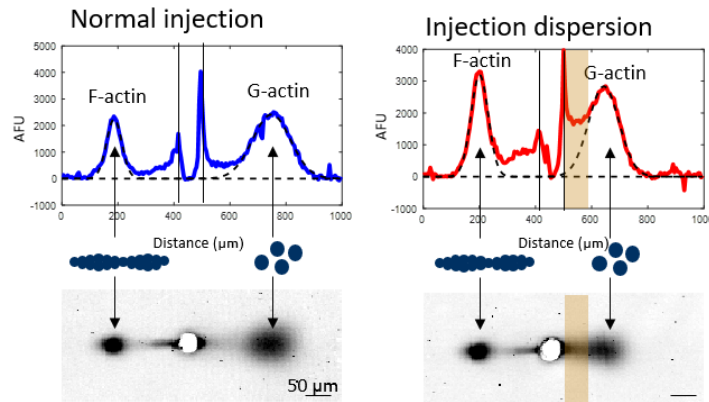 Normal injection
Injection dispersion
5000
4000
3000
2000
1000
0
-1000
AFU
F-actin
G-actin
0
200
400
600
800
1000
Distance (µm)
4000
3000
2000
1000
0
-1000
AFU
F-actin
G-actin
0
200
400
600
800
1000
Distance (µm)
50 µm